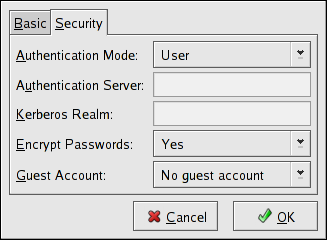 Basic Security
Authentication Mode: User
Authentication Server:
Kerberos Realm:
Encrypt Passwords: Yes
Guest Account: No guest account
Cancel OK